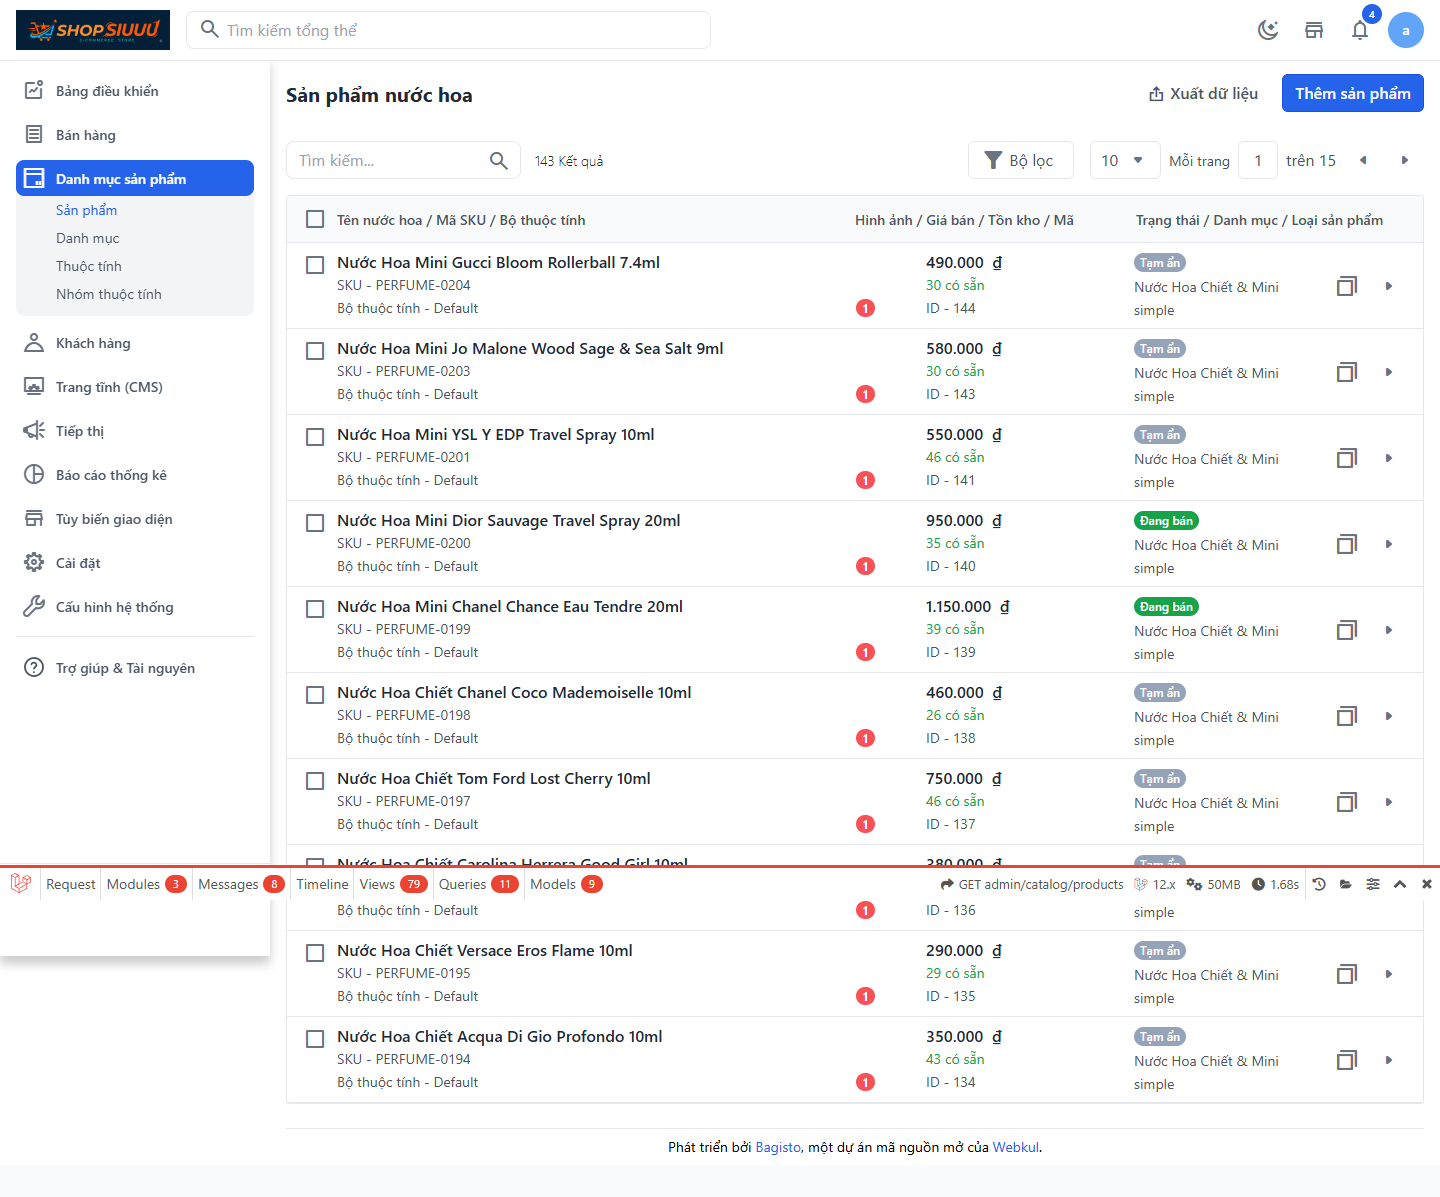 SHOP SIUUU
E-COMMERCE STORE
Tìm kiếm tổng thể
4
a
Bảng điều khiển
Bán hàng
Danh mục sản phẩm
Sản phẩm
Danh mục
Thuộc tính
Nhóm thuộc tính
Khách hàng
Trang tĩnh (CMS)
Tiếp thị
Báo cáo thống kê
Tùy biến giao diện
Cài đặt
Cấu hình hệ thống
Trợ giúp & Tài nguyên
Sản phẩm nước hoa
Xuất dữ liệu
Thêm sản phẩm
Tìm kiếm...
143 Kết quả
Bộ lọc
10
Mỗi trang
1
trên 15
Tên nước hoa / Mã SKU / Bộ thuộc tính
Hình ảnh / Giá bán / Tồn kho / Mã
Trạng thái / Danh mục / Loại sản phẩm
Nước Hoa Mini Gucci Bloom Rollerball 7.4ml
SKU - PERFUME-0204
Bộ thuộc tính - Default
1
490.000 ₫
30 có sẵn
ID - 144
Tạm ẩn
Nước Hoa Chiết & Mini
simple
Nước Hoa Mini Jo Malone Wood Sage & Sea Salt 9ml
SKU - PERFUME-0203
Bộ thuộc tính - Default
1
580.000 ₫
30 có sẵn
ID - 143
Tạm ẩn
Nước Hoa Chiết & Mini
simple
Nước Hoa Mini YSL Y EDP Travel Spray 10ml
SKU - PERFUME-0201
Bộ thuộc tính - Default
1
550.000 ₫
46 có sẵn
ID - 141
Tạm ẩn
Nước Hoa Chiết & Mini
simple
Nước Hoa Mini Dior Sauvage Travel Spray 20ml
SKU - PERFUME-0200
Bộ thuộc tính - Default
1
950.000 ₫
35 có sẵn
ID - 140
Đang bán
Nước Hoa Chiết & Mini
simple
Nước Hoa Mini Chanel Chance Eau Tendre 20ml
SKU - PERFUME-0199
Bộ thuộc tính - Default
1
1.150.000 ₫
39 có sẵn
ID - 139
Đang bán
Nước Hoa Chiết & Mini
simple
Nước Hoa Chiết Chanel Coco Mademoiselle 10ml
SKU - PERFUME-0198
Bộ thuộc tính - Default
1
460.000 ₫
26 có sẵn
ID - 138
Tạm ẩn
Nước Hoa Chiết & Mini
simple
Nước Hoa Chiết Tom Ford Lost Cherry 10ml
SKU - PERFUME-0197
Bộ thuộc tính - Default
1
750.000 ₫
46 có sẵn
ID - 137
Tạm ẩn
Nước Hoa Chiết & Mini
simple
Nước Hoa Chiết Carolina Herrera Good Girl 10ml
380.000 ₫
Tạm ẩn
Request
Modules 3
Messages 8
Timeline
Views 79
Queries 11
Models 9
GET admin/catalog/products
12.x
50MB
1.68s
Bộ thuộc tính - Default
1
ID - 136
simple
Nước Hoa Chiết Versace Eros Flame 10ml
SKU - PERFUME-0195
Bộ thuộc tính - Default
1
290.000 ₫
29 có sẵn
ID - 135
Tạm ẩn
Nước Hoa Chiết & Mini
simple
Nước Hoa Chiết Acqua Di Gio Profondo 10ml
SKU - PERFUME-0194
Bộ thuộc tính - Default
1
350.000 ₫
43 có sẵn
ID - 134
Tạm ẩn
Nước Hoa Chiết & Mini
simple
Phát triển bởi Bagisto, một dự án mã nguồn mở của Webkul.